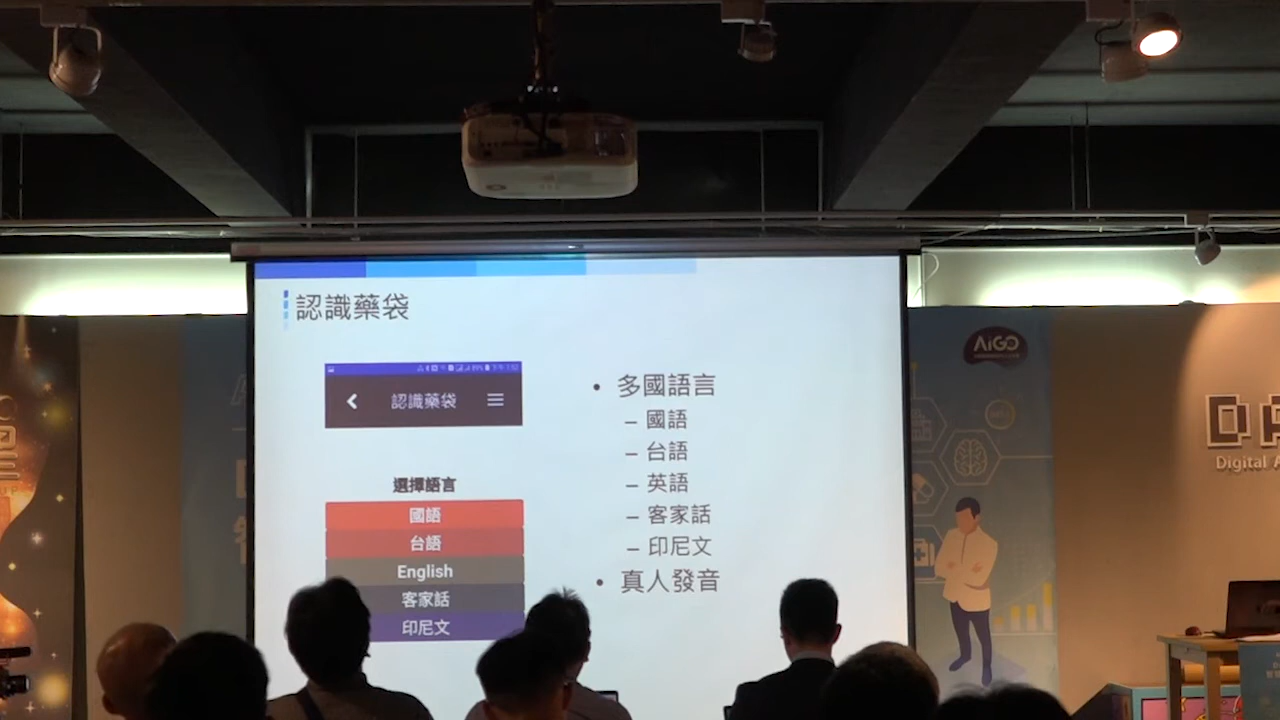 認識藥袋
認識藥袋
選擇語言
國語
台語
English
客家話
印尼文
• 多國語言
– 國語
– 台語
– 英語
– 客家話
– 印尼文
• 真人發音
AIGO
Digital